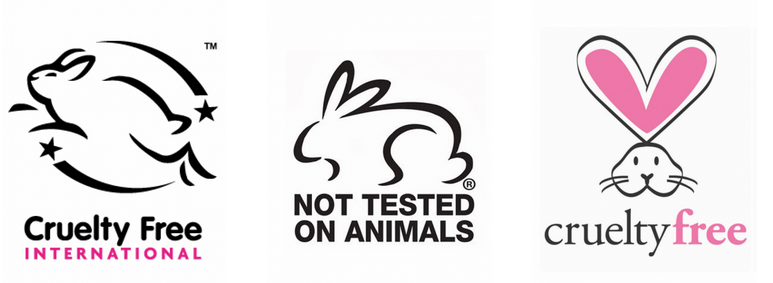 TM
Cruelty Free
INTERNATIONAL
®
NOT TESTED
ON ANIMALS
crueltyfree